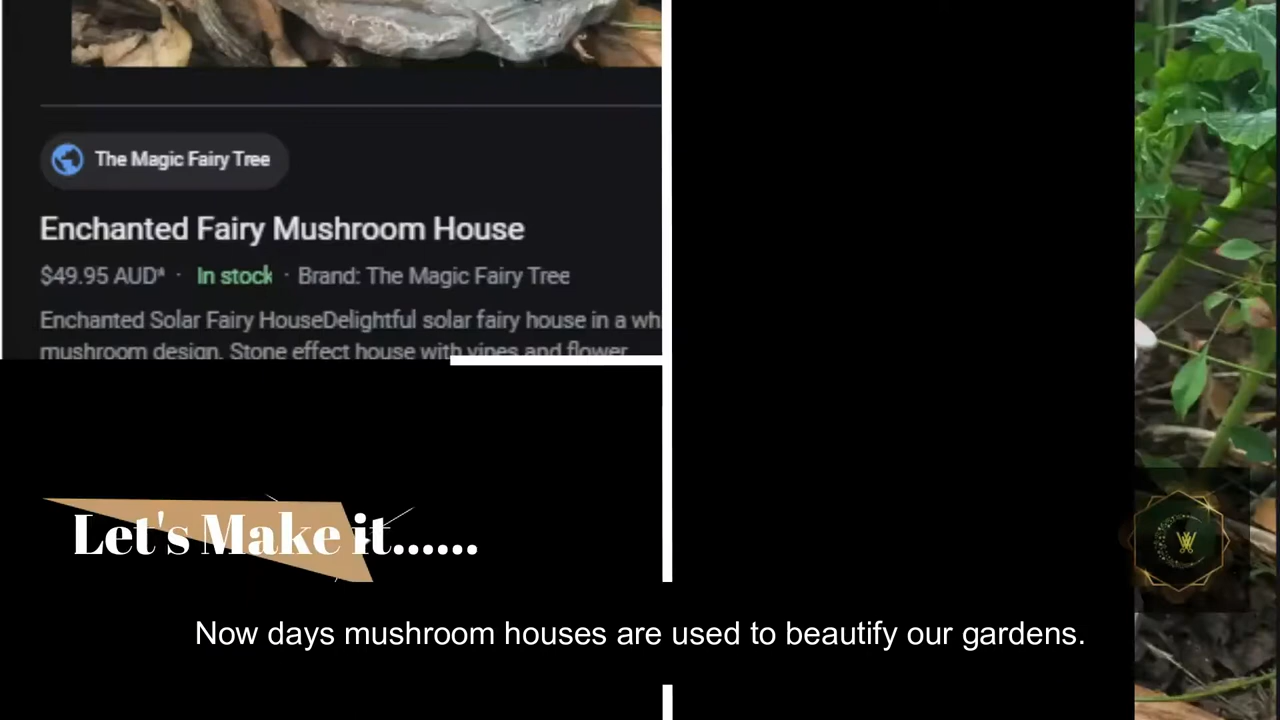 The Magic Fairy Tree
Enchanted Fairy Mushroom House
$49.95 AUD* · In stock · Brand: The Magic Fairy Tree
Enchanted Solar Fairy HouseDelightful solar fairy house in a wh
mushroom design. Stone effect house with vines and flower
Let's Make it......
Now days mushroom houses are used to beautify our gardens.